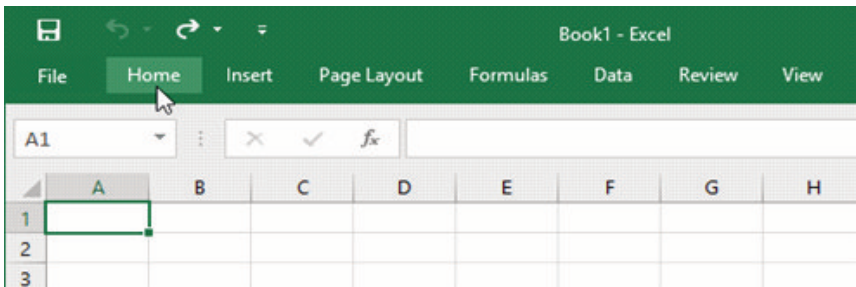 Book1 - Excel
File Home Insert Page Layout Formulas Data Review View
A1 fx
A B C D E F G H
1
2
3